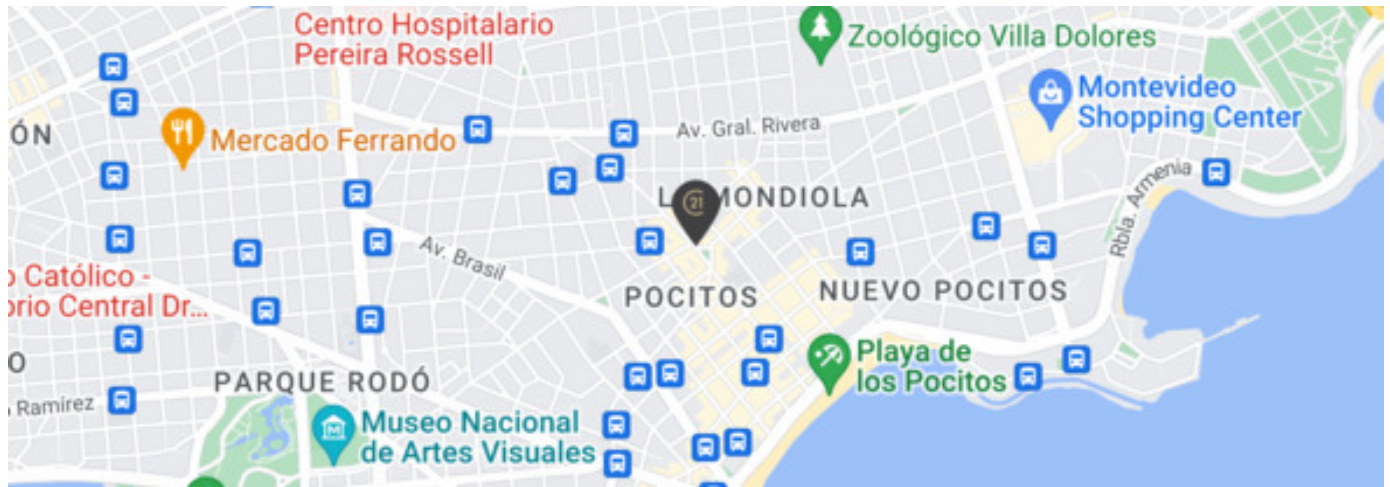 Centro Hospitalario
Pereira Rossell
Zoológico Villa Dolores
Montevideo
Shopping Center
Av. Gral. Rivera
ÓN
Mercado Ferrando
MONDIOLA
21
Rbla. Armenia
Av. Brasil
o Católico -
orio Central Dr...
POCITOS
NUEVO POCITOS
Playa de
los Pocitos
O
PARQUE RODÓ
Ramírez
Museo Nacional
de Artes Visuales
M